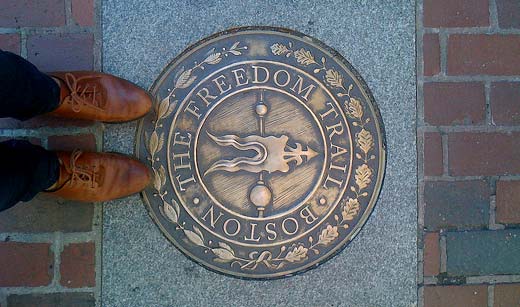 THE FREEDOM TRAIL
BOSTON